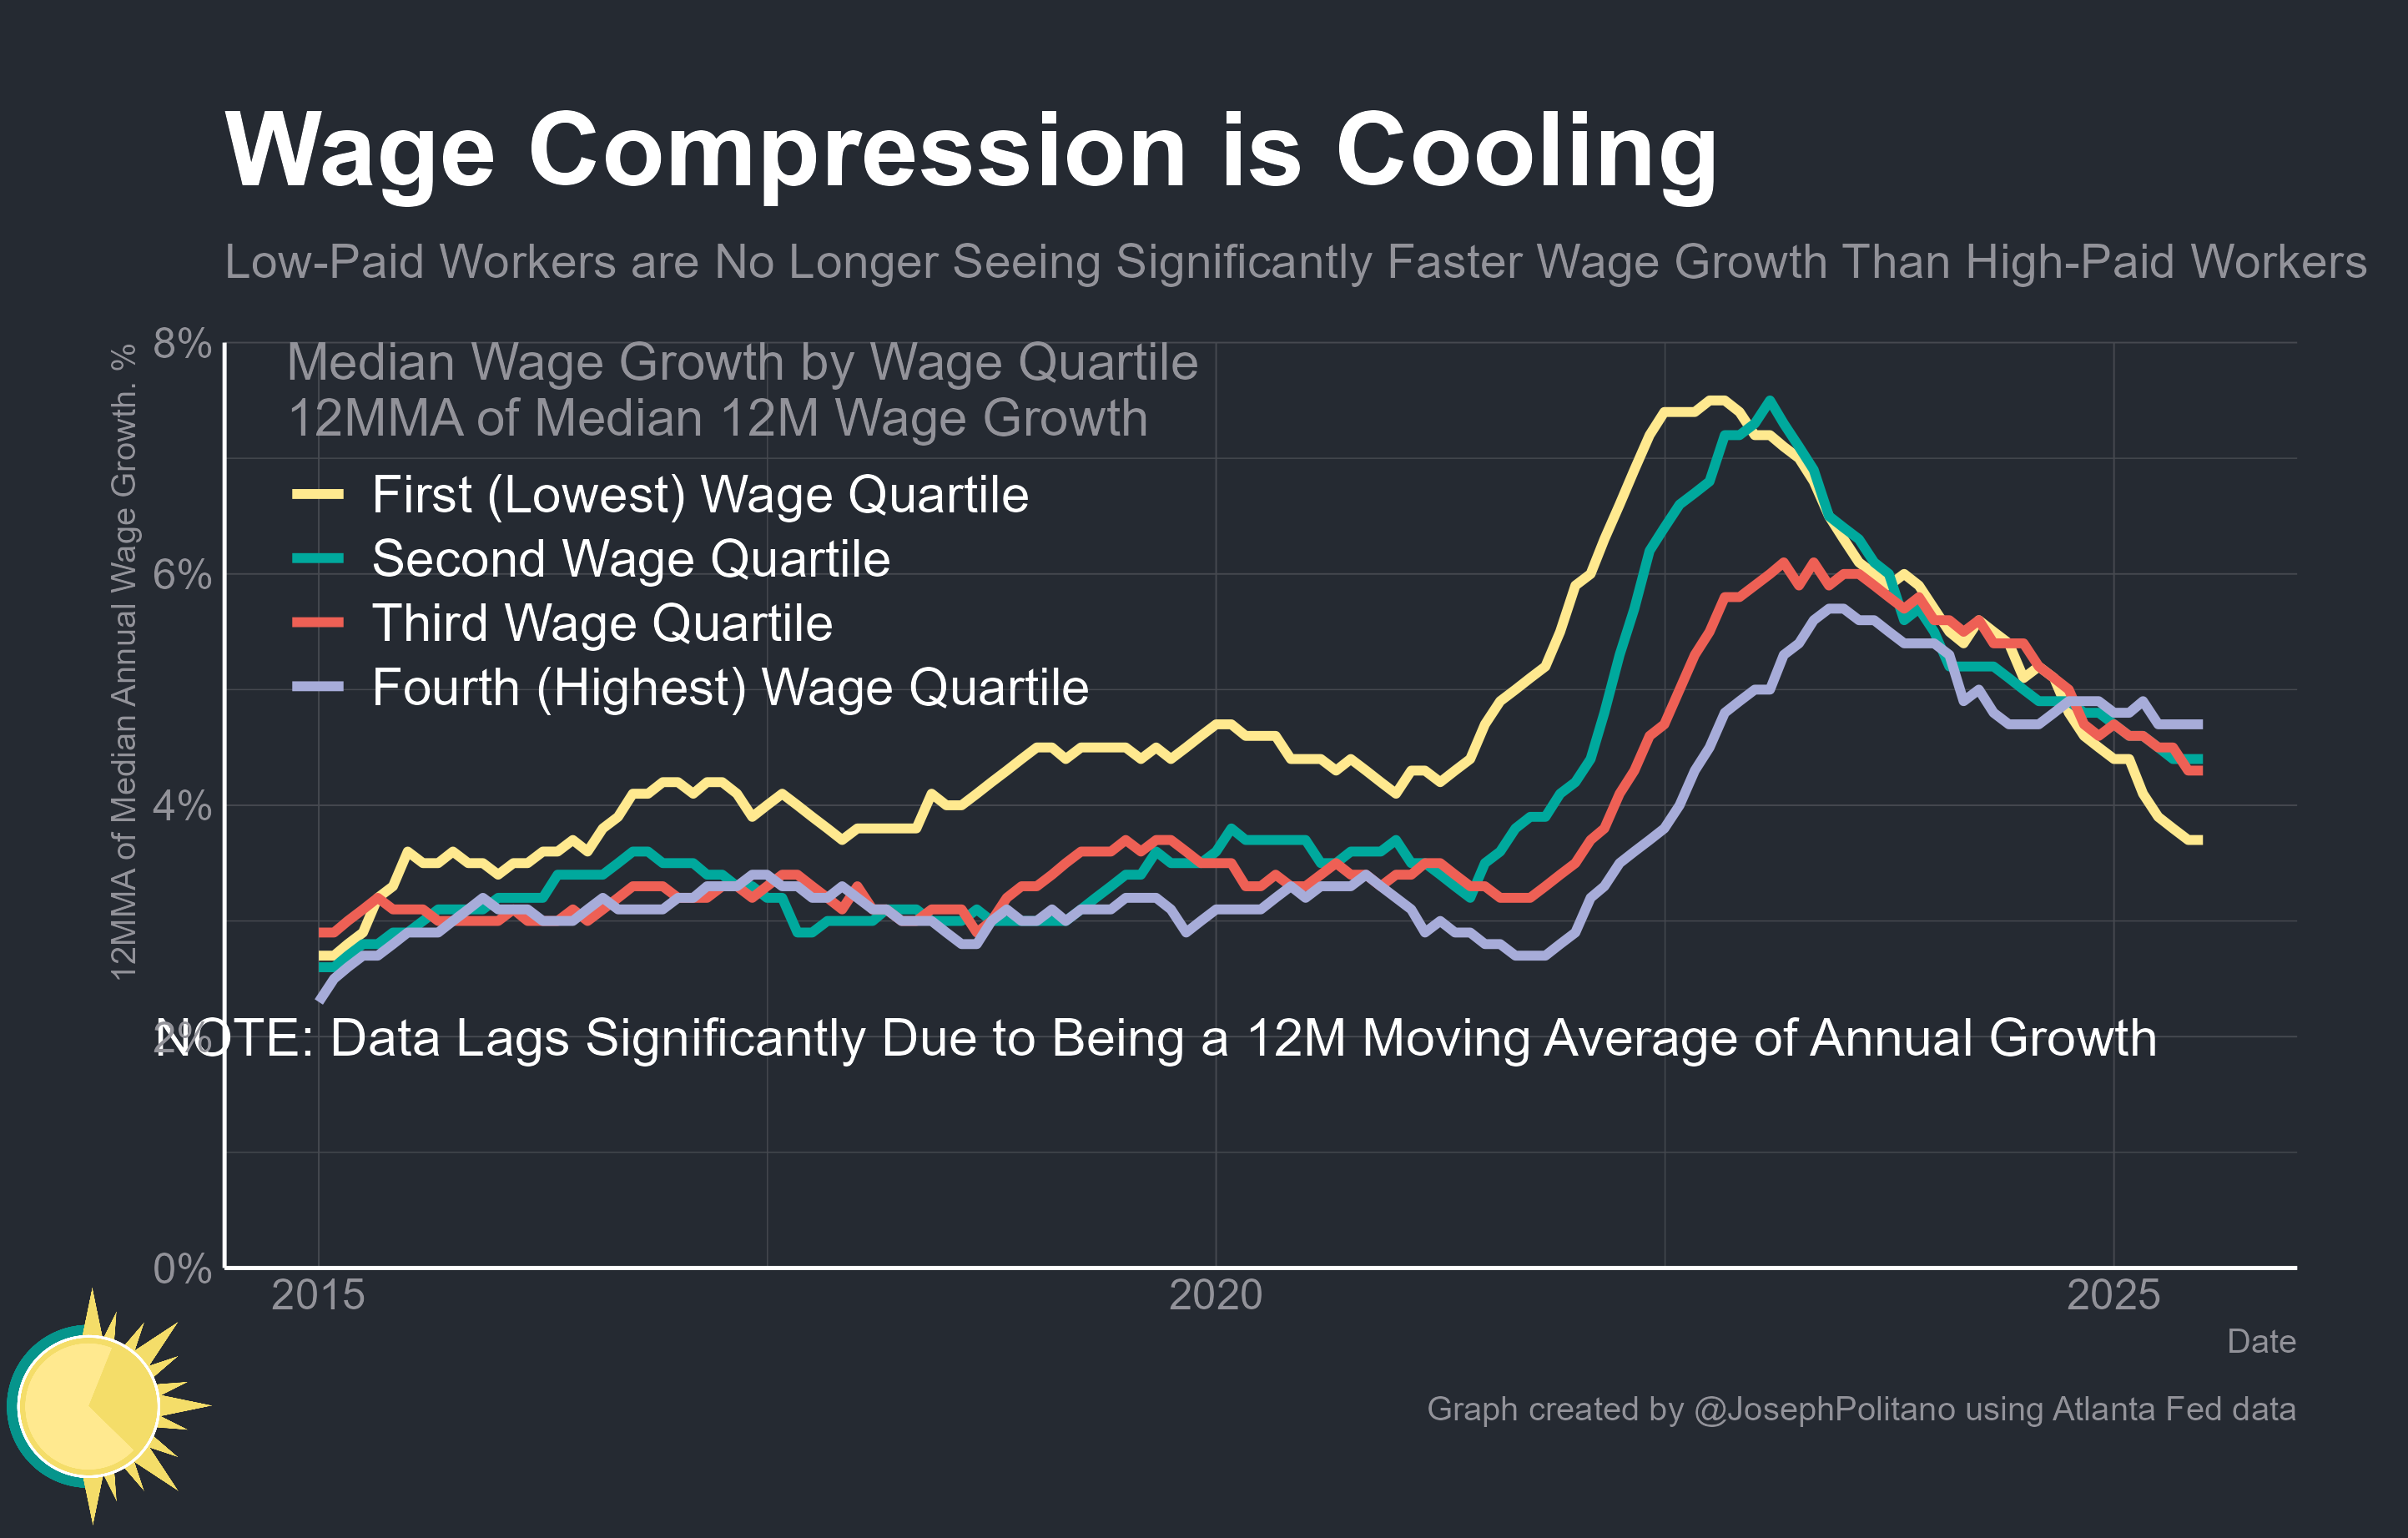 Wage Compression is Cooling
Low-Paid Workers are No Longer Seeing Significantly Faster Wage Growth Than High-Paid Workers
12MMA of Median Annual Wage Growth. %
8%
6%
4%
2%
0%
Median Wage Growth by Wage Quartile
12MMA of Median 12M Wage Growth
First (Lowest) Wage Quartile
Second Wage Quartile
Third Wage Quartile
Fourth (Highest) Wage Quartile
NOTE: Data Lags Significantly Due to Being a 12M Moving Average of Annual Growth
2015
2020
2025
Date
Graph created by @JosephPolitano using Atlanta Fed data